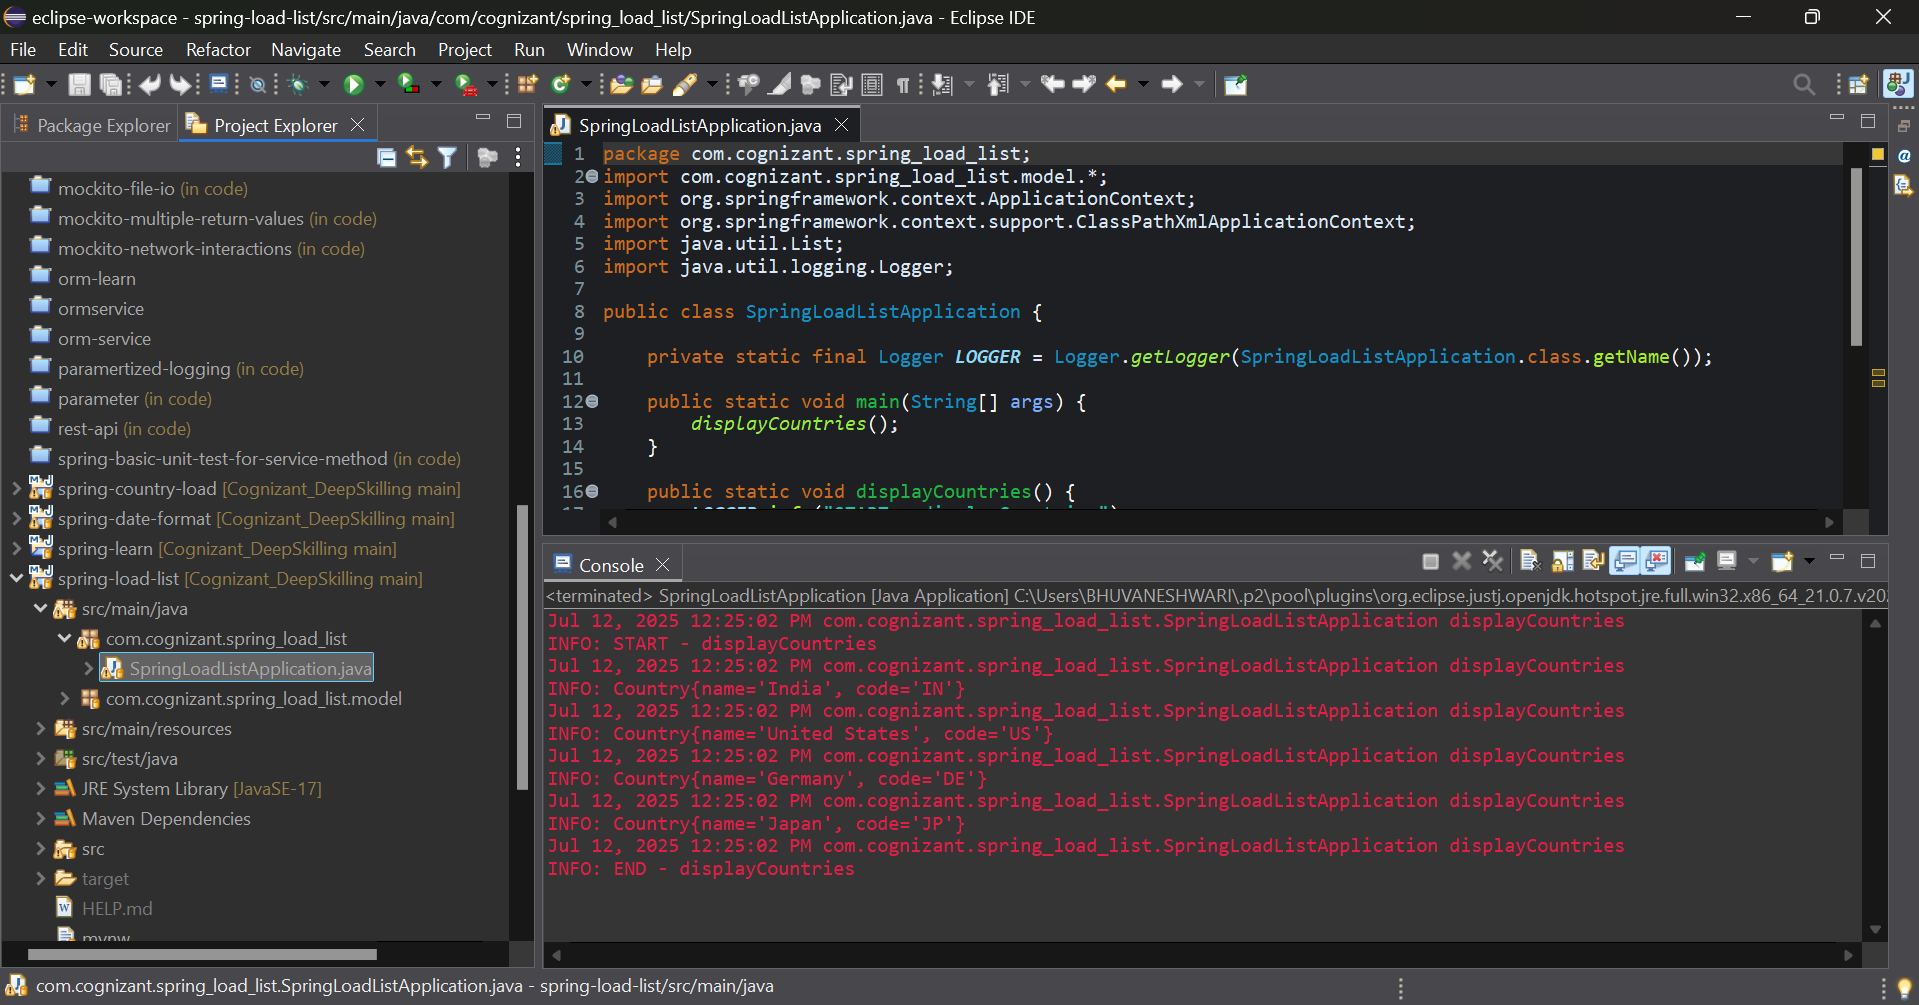 eclipse-workspace - spring-load-list/src/main/java/com/cognizant/spring_load_list/SpringLoadListApplication.java - Eclipse IDE
File Edit Source Refactor Navigate Search Project Run Window Help
Package Explorer Project Explorer
mockito-file-io (in code)
mockito-multiple-return-values (in code)
mockito-network-interactions (in code)
orm-learn
ormservice
orm-service
paramertized-logging (in code)
parameter (in code)
rest-api (in code)
spring-basic-unit-test-for-service-method (in code)
spring-country-load [Cognizant_DeepSkilling main]
spring-date-format [Cognizant_DeepSkilling main]
spring-learn [Cognizant_DeepSkilling main]
spring-load-list [Cognizant_DeepSkilling main]
src/main/java
com.cognizant.spring_load_list
SpringLoadListApplication.java
com.cognizant.spring_load_list.model
src/main/resources
src/test/java
JRE System Library [JavaSE-17]
Maven Dependencies
src
target
HELP.md
mvnw
SpringLoadListApplication.java
1 package com.cognizant.spring_load_list;
2 import com.cognizant.spring_load_list.model.*;
3 import org.springframework.context.ApplicationContext;
4 import org.springframework.context.support.ClassPathXmlApplicationContext;
5 import java.util.List;
6 import java.util.logging.Logger;
7
8 public class SpringLoadListApplication {
9
10 private static final Logger LOGGER = Logger.getLogger(SpringLoadListApplication.class.getName());
11
12 public static void main(String[] args) {
13 displayCountries();
14 }
15
16 public static void displayCountries() {
Console
<terminated> SpringLoadListApplication [Java Application] C:\Users\BHUVANESHWARI\.p2\pool\plugins\org.eclipse.justj.openjdk.hotspot.jre.full.win32.x86_64_21.0.7.v20
Jul 12, 2025 12:25:02 PM com.cognizant.spring_load_list.SpringLoadListApplication displayCountries
INFO: START - displayCountries
Jul 12, 2025 12:25:02 PM com.cognizant.spring_load_list.SpringLoadListApplication displayCountries
INFO: Country{name='India', code='IN'}
Jul 12, 2025 12:25:02 PM com.cognizant.spring_load_list.SpringLoadListApplication displayCountries
INFO: Country{name='United States', code='US'}
Jul 12, 2025 12:25:02 PM com.cognizant.spring_load_list.SpringLoadListApplication displayCountries
INFO: Country{name='Germany', code='DE'}
Jul 12, 2025 12:25:02 PM com.cognizant.spring_load_list.SpringLoadListApplication displayCountries
INFO: Country{name='Japan', code='JP'}
Jul 12, 2025 12:25:02 PM com.cognizant.spring_load_list.SpringLoadListApplication displayCountries
INFO: END - displayCountries
com.cognizant.spring_load_list.SpringLoadListApplication.java - spring-load-list/src/main/java